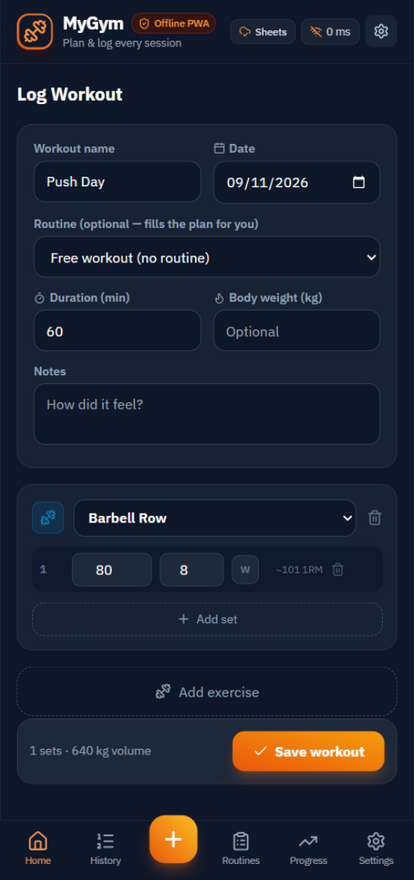 MyGym Offline PWA
Plan & log every session
Sheets
0 ms
Log Workout
Workout name
Date
Push Day
09/11/2026
Routine (optional — fills the plan for you)
Free workout (no routine)
Duration (min)
Body weight (kg)
60
Optional
Notes
How did it feel?
Barbell Row
1 80 8 W ~101 1RM
+ Add set
Add exercise
1 sets · 640 kg volume
Save workout
Home
History
+
Routines
Progress
Settings